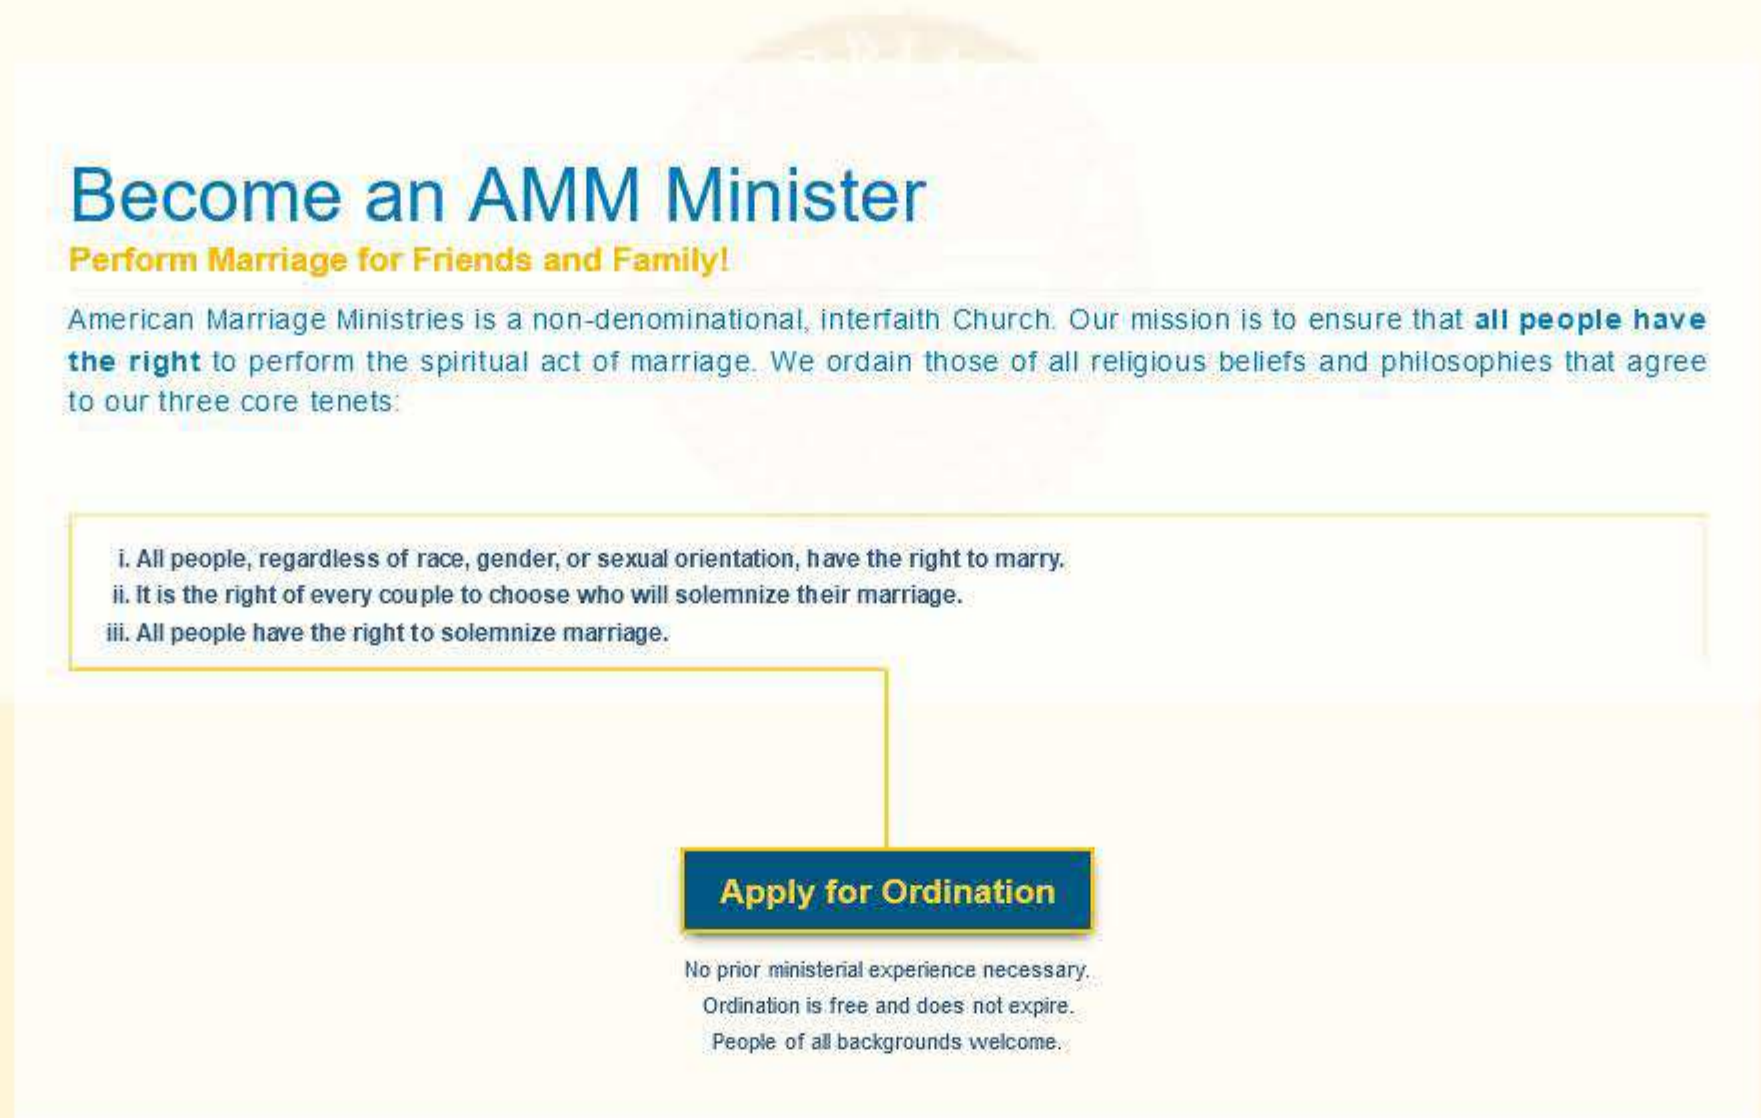 Become an AMM Minister
Perform Marriage for Friends and Family!
American Marriage Ministries is a non-denominational, interfaith Church. Our mission is to ensure that all people have
the right to perform the spiritual act of marriage. We ordain those of all religious beliefs and philosophies that agree
to our three core tenets:
i. All people, regardless of race, gender, or sexual orientation, have the right to marry.
ii. It is the right of every couple to choose who will solemnize their marriage.
iii. All people have the right to solemnize marriage.
Apply for Ordination
No prior ministerial experience necessary.
Ordination is free and does not expire.
People of all backgrounds welcome.